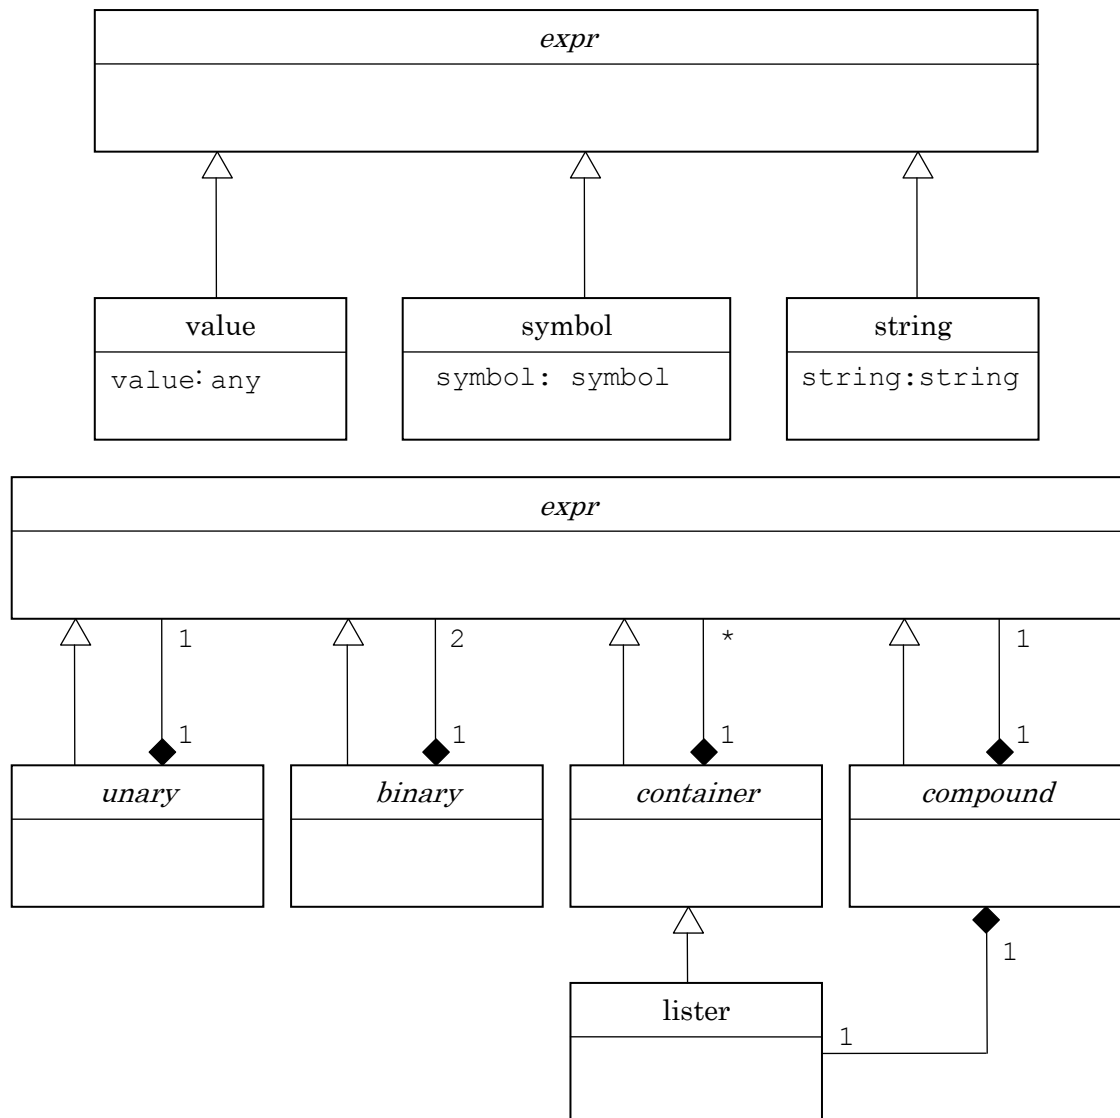 expr
value symbol string
value: any symbol: symbol string:string
expr
1 2 * 1
1 1 1 1
unary binary container compound
1
lister
1